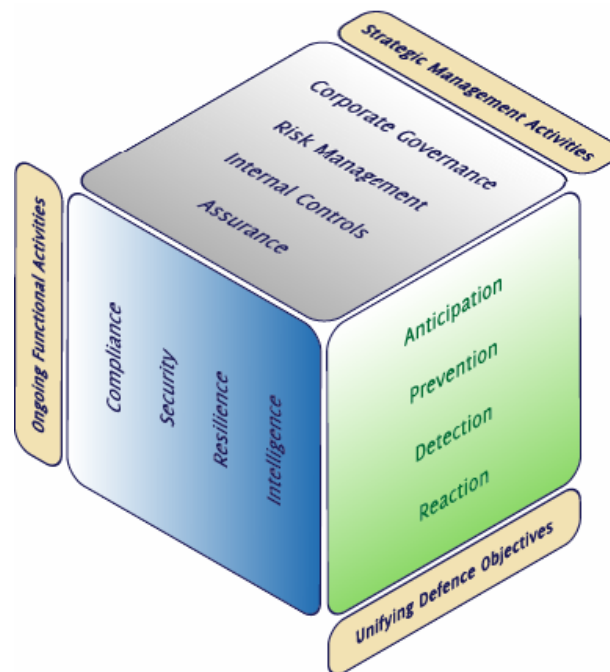 Strategic Management Activities
Corporate Governance
Risk Management
Internal Controls
Assurance
Ongoing Functional Activities
Compliance
Security
Resilience
Intelligence
Anticipation
Prevention
Detection
Reaction
Unifying Defence Objectives